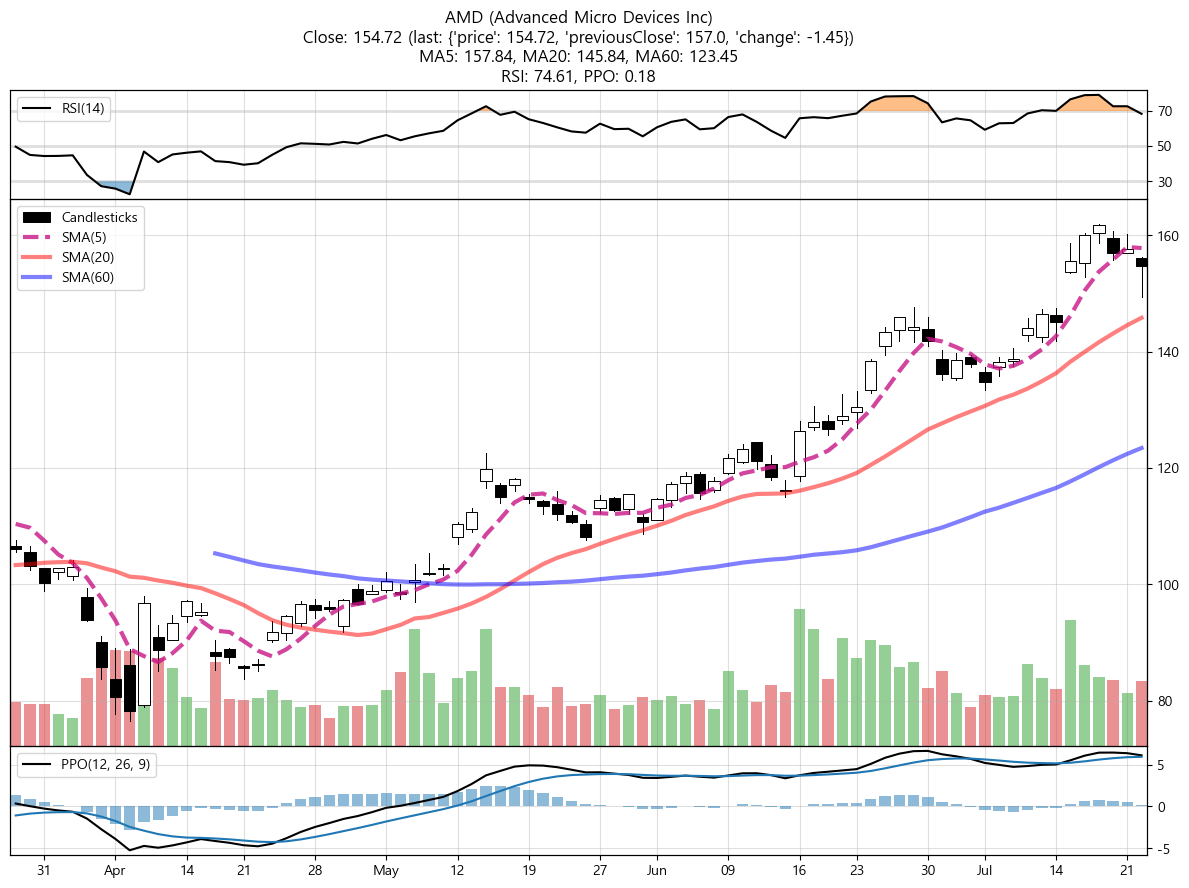 AMD (Advanced Micro Devices Inc)
Close: 154.72 (last: {'price': 154.72, 'previousClose': 157.0, 'change': -1.45})
MA5: 157.84, MA20: 145.84, MA60: 123.45
RSI: 74.61, PPO: 0.18
RSI(14)
70
50
30
Candlesticks
SMA(5)
SMA(20)
SMA(60)
160
140
120
100
80
PPO(12, 26, 9)
5
0
-5
31 Apr 14 21 28 May 12 19 27 Jun 9 16 23 30 Jul 14 21